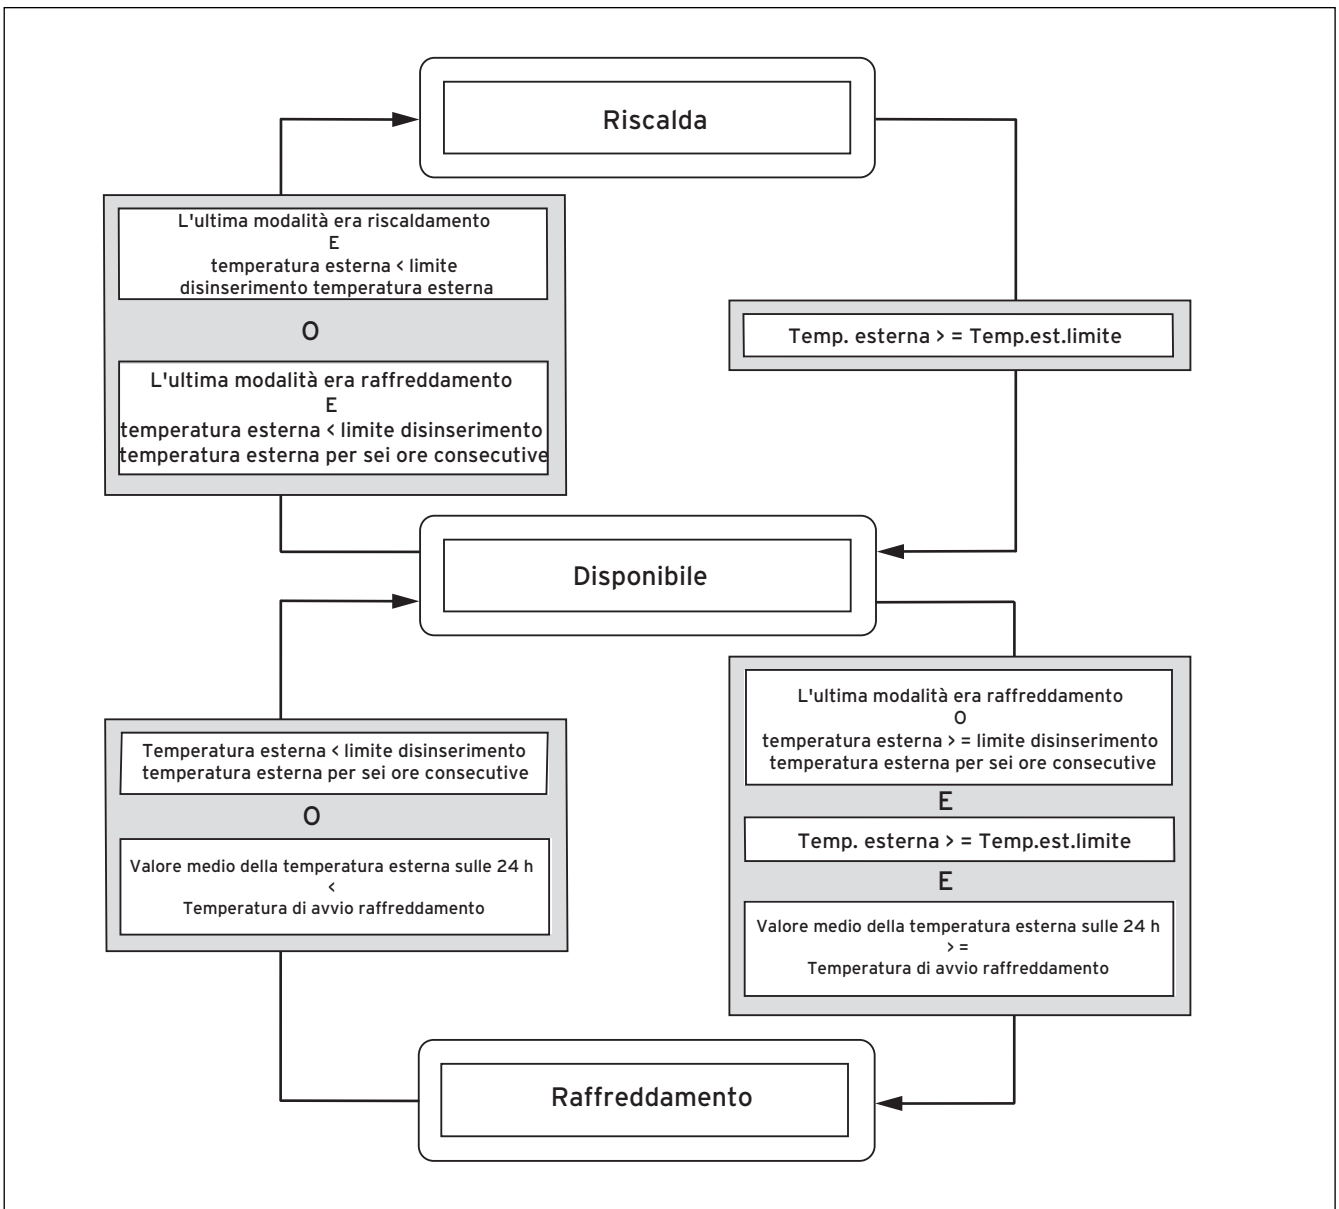 Riscalda
L'ultima modalità era riscaldamento
E
temperatura esterna < limite
disinserimento temperatura esterna
O
L'ultima modalità era raffreddamento
E
temperatura esterna < limite disinserimento
temperatura esterna per sei ore consecutive
Temp. esterna > = Temp.est.limite
Disponibile
Temperatura esterna < limite disinserimento
temperatura esterna per sei ore consecutive
O
Valore medio della temperatura esterna sulle 24 h
<
Temperatura di avvio raffreddamento
L'ultima modalità era raffreddamento
O
temperatura esterna > = limite disinserimento
temperatura esterna per sei ore consecutive
E
Temp. esterna > = Temp.est.limite
E
Valore medio della temperatura esterna sulle 24 h
> =
Temperatura di avvio raffreddamento
Raffreddamento